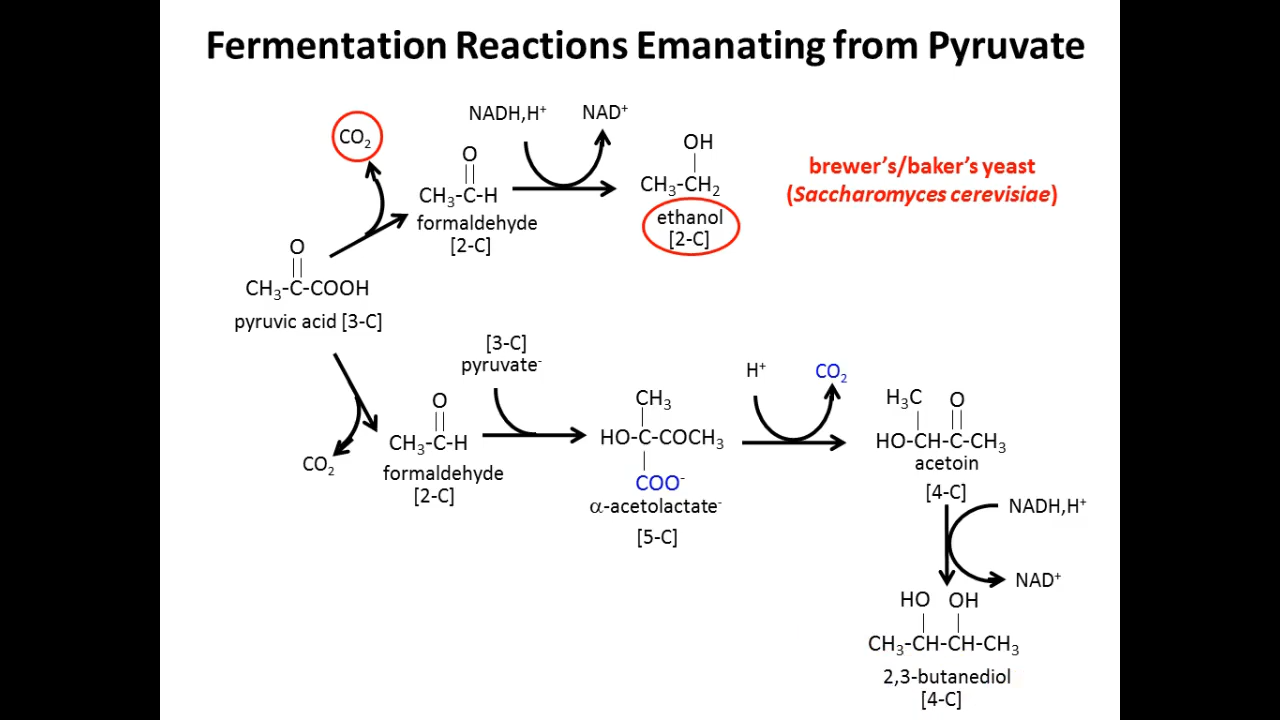 Fermentation Reactions Emanating from Pyruvate
NADH,H⁺ NAD⁺
CO₂
O
OH
CH₃-C-H
CH₃-CH₂
formaldehyde
[2-C]
ethanol
[2-C]
brewer's/baker's yeast
(Saccharomyces cerevisiae)
O
CH₃-C-COOH
pyruvic acid [3-C]
[3-C]
pyruvate⁻
H⁺ CO₂
O
CH₃-C-H
formaldehyde
[2-C]
CO₂
CH₃
HO-C-COCH₃
COO⁻
α-acetolactate⁻
[5-C]
H₃C O
HO-CH-C-CH₃
acetoin
[4-C]
NADH,H⁺
NAD⁺
HO OH
CH₃-CH-CH-CH₃
2,3-butanediol
[4-C]